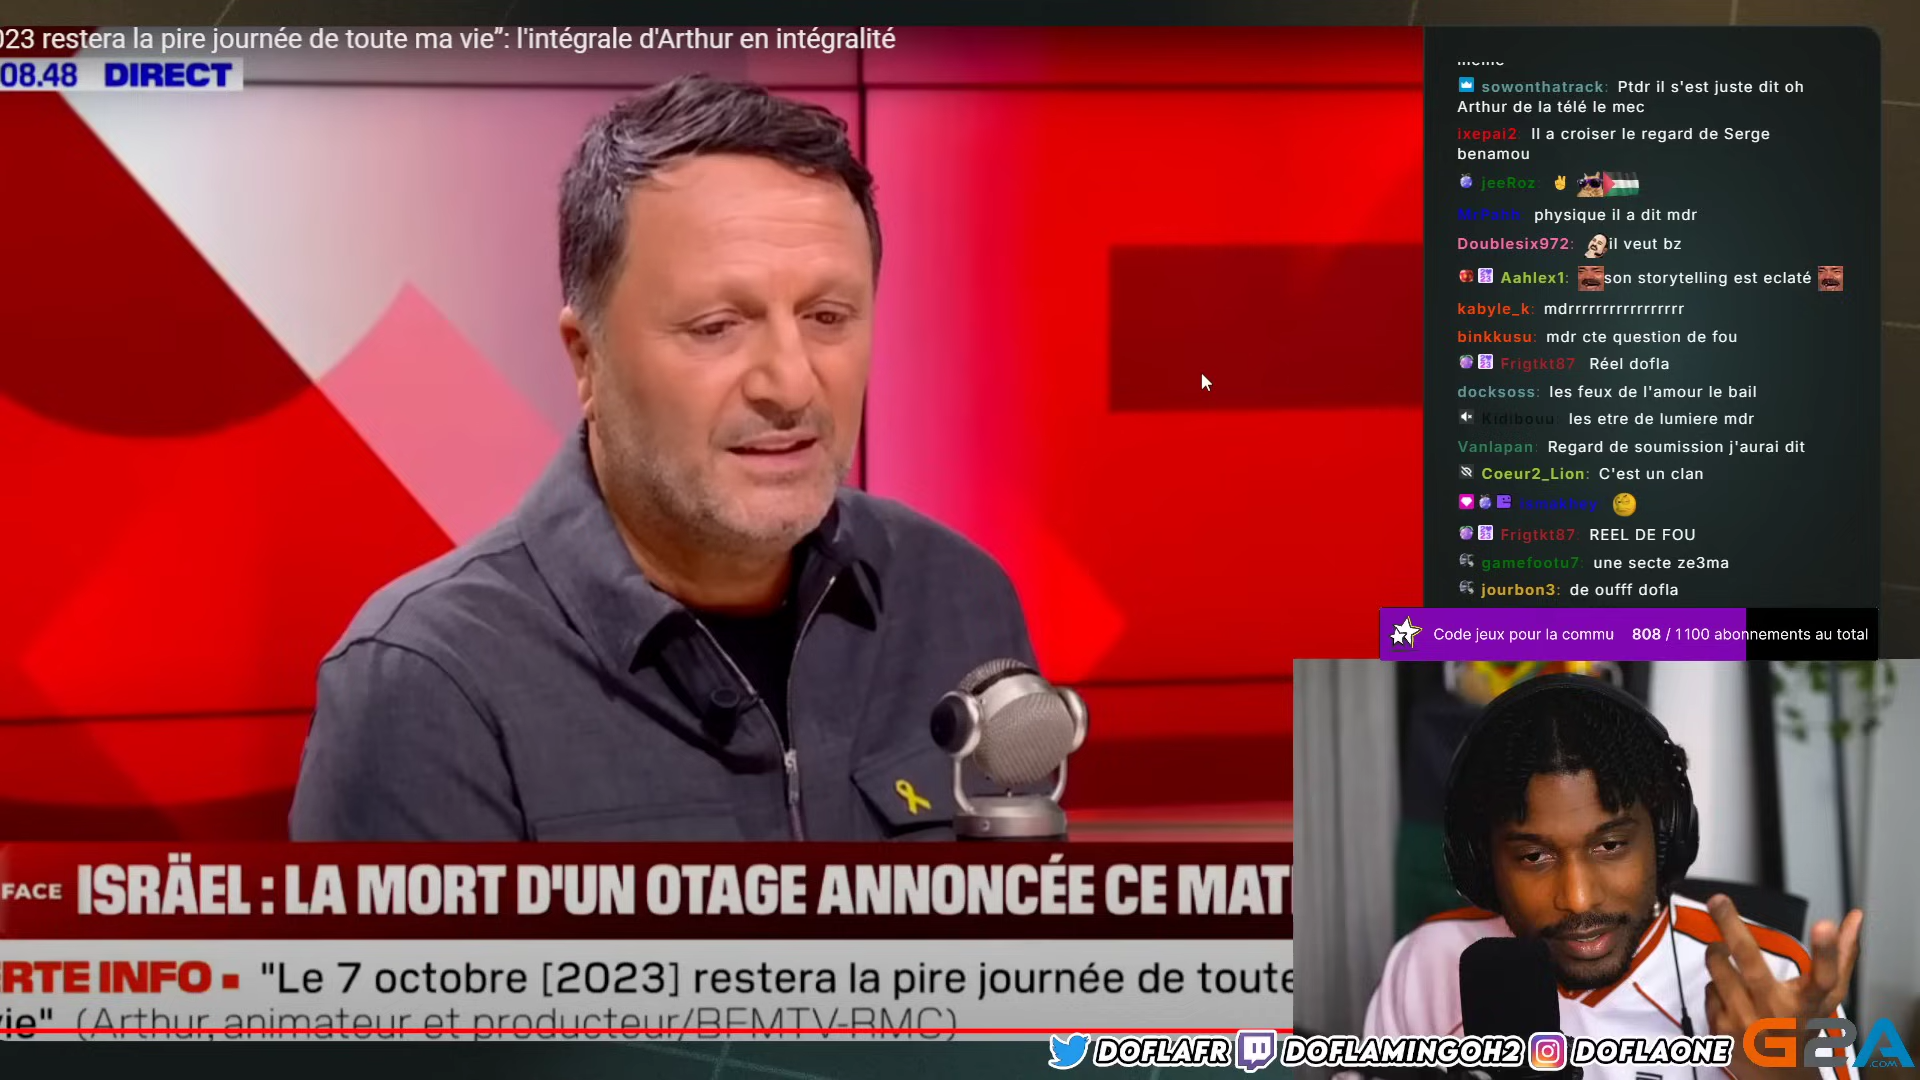 023 restera la pire journée de toute ma vie”: l'intégrale d'Arthur en intégralité
08.48 DIRECT
sowonthatrack: Ptdr il s'est juste dit oh
Arthur de la télé le mec
ixepai2: Il a croiser le regard de Serge
benamou
jeeRoz:
physique il a dit mdr
Doublesix972: il veut bz
Aahlex1: son storytelling est eclaté
kabyle_k: mdrrrrrrrrrrrrrrrrr
binkkusu: mdr cte question de fou
Frigtkt87: Réel dofla
docksoss: les feux de l'amour le bail
Kidibouu: les etre de lumiere mdr
Vanlapan: Regard de soumission j'aurai dit
Coeur2_Lion: C'est un clan
Frigtkt87: REEL DE FOU
gamefootu7: une secte ze3ma
jourbon3: de oufff dofla
Code jeux pour la commu 808 / 1100 abonnements au total
FACE ISRAËL : LA MORT D'UN OTAGE ANNONCÉE CE MAT
ERTE INFO ▪ "Le 7 octobre [2023] restera la pire journée de toute
vie" (Arthur, animateur et producteur/BFMTV-RMC)
DOFLAFR DOFLAMINGOH2 DOFLAONE G2A.COM